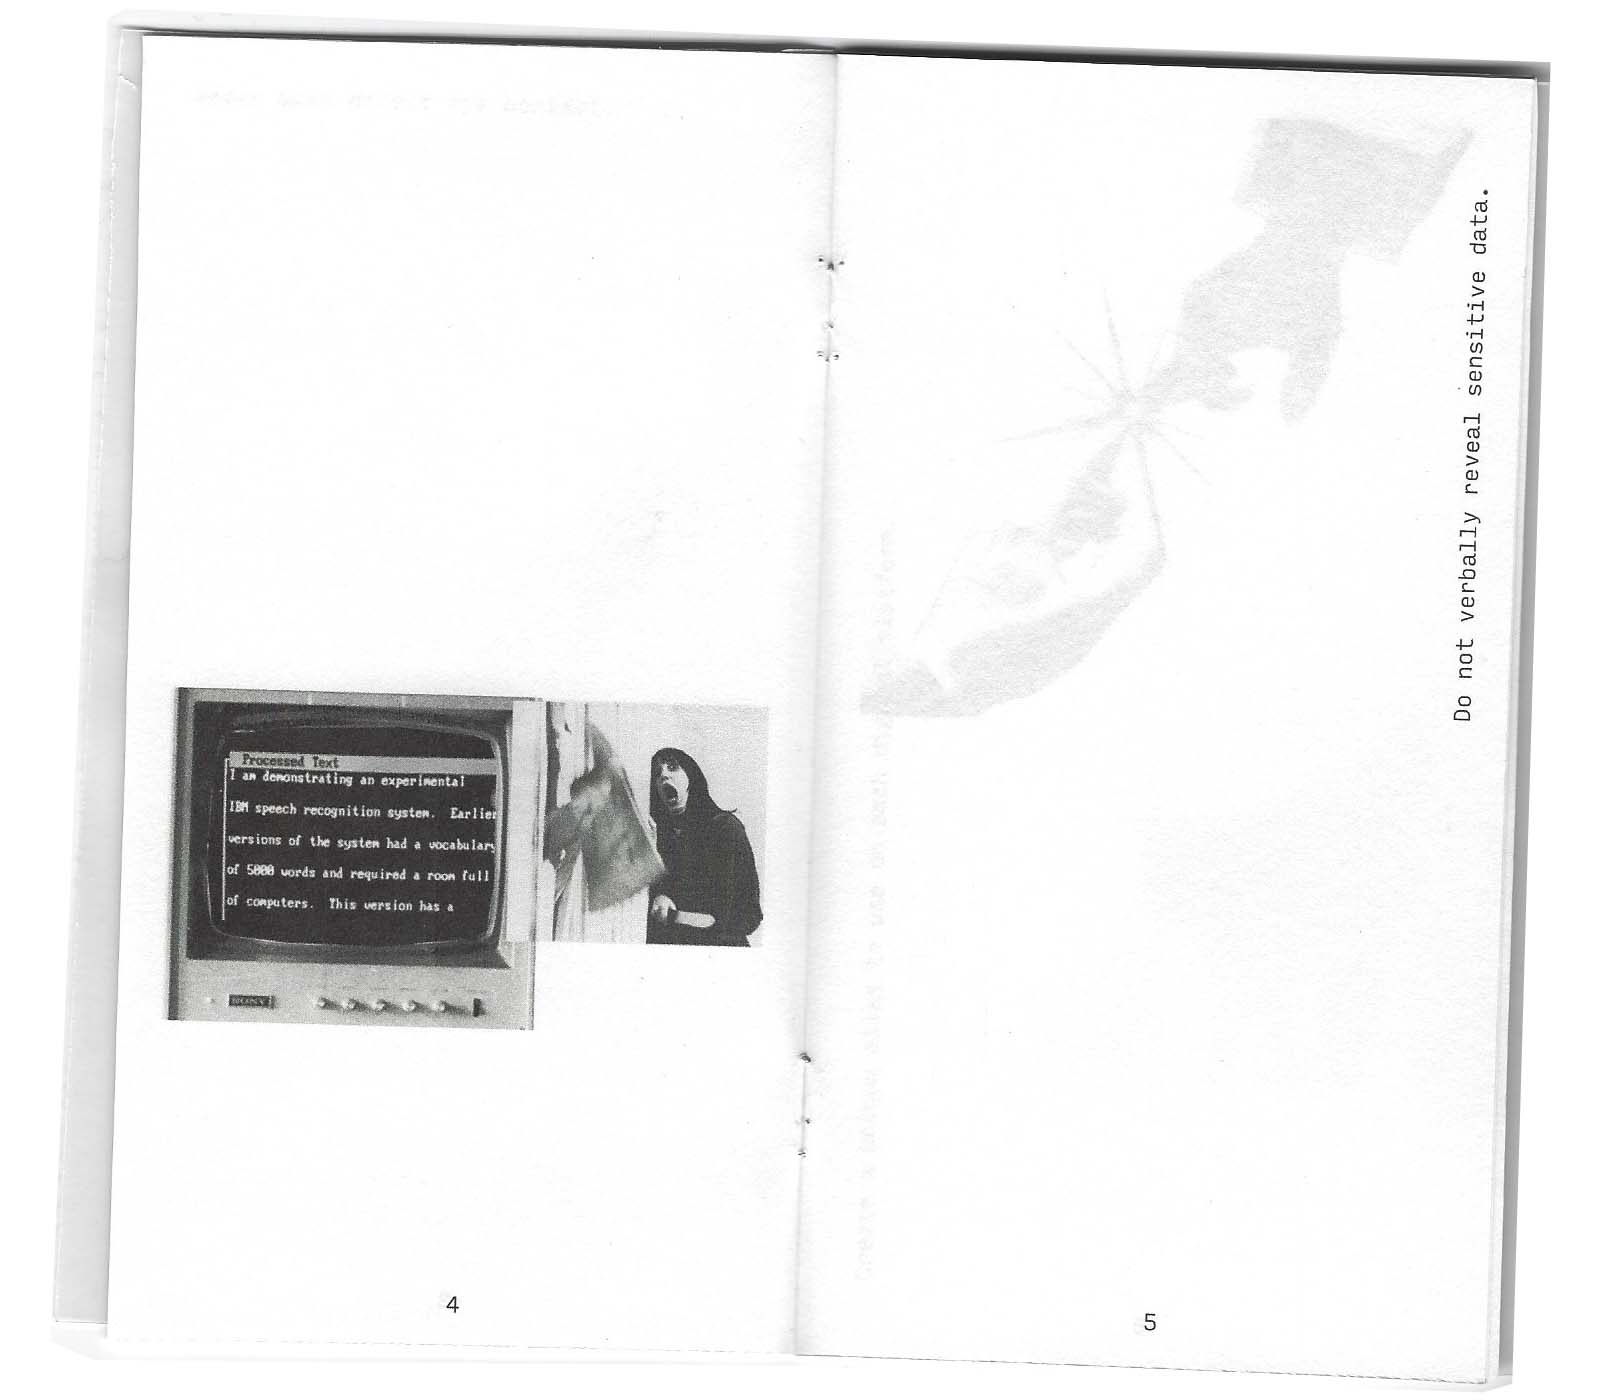 Processed Text
I am demonstrating an experimental
IBM speech recognition system. Earlier
versions of the system had a vocabulary
of 5000 words and required a room full
of computers. This version has a
SONY
4
Do not verbally reveal sensitive data.
5